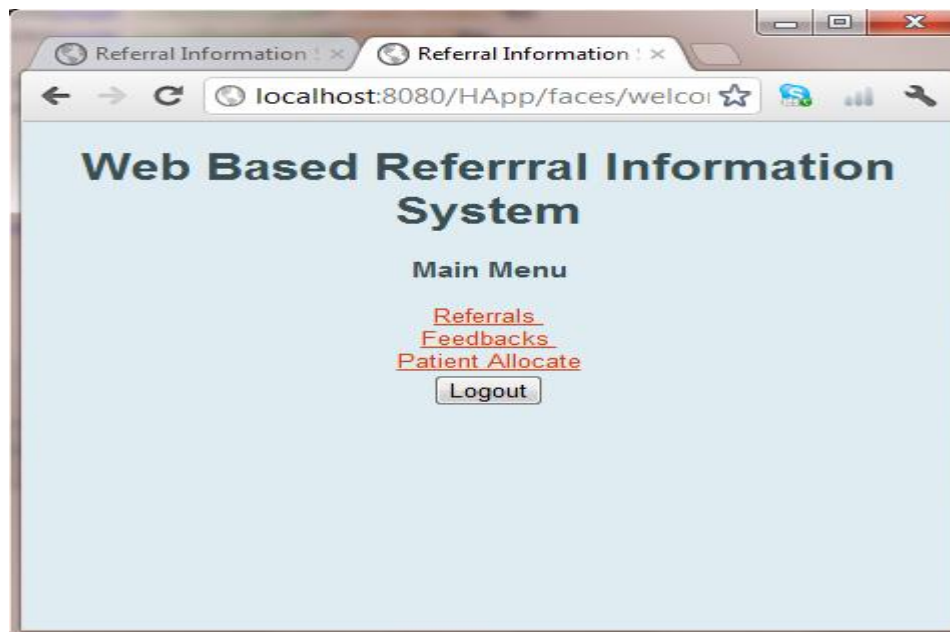 Referral Information
Referral Information
localhost:8080/HApp/faces/welco
Web Based Referrral Information
System
Main Menu
Referrals
Feedbacks
Patient Allocate
Logout